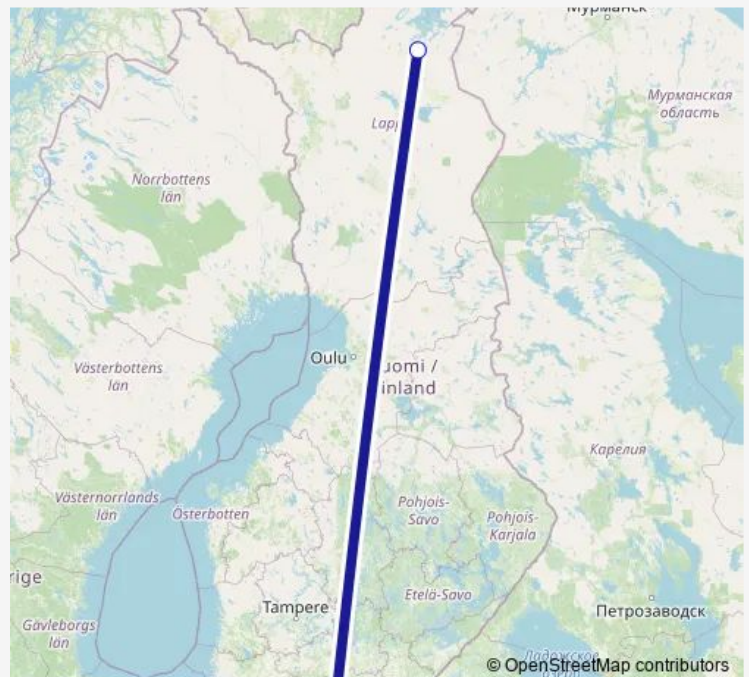 Мурманск
Мурманская
область
Lapp
Norrbottens
län
Oulu
uomi /
inland
Västerbottens
län
Карелия
Västernorrlands
län
Österbotten
Pohjois-
Savo
Pohjois-
Karjala
rige
Tampere
Etelä-Savo
Петрозаводск
Gävleborgs
län
Ладожское
© OpenStreetMap contributors